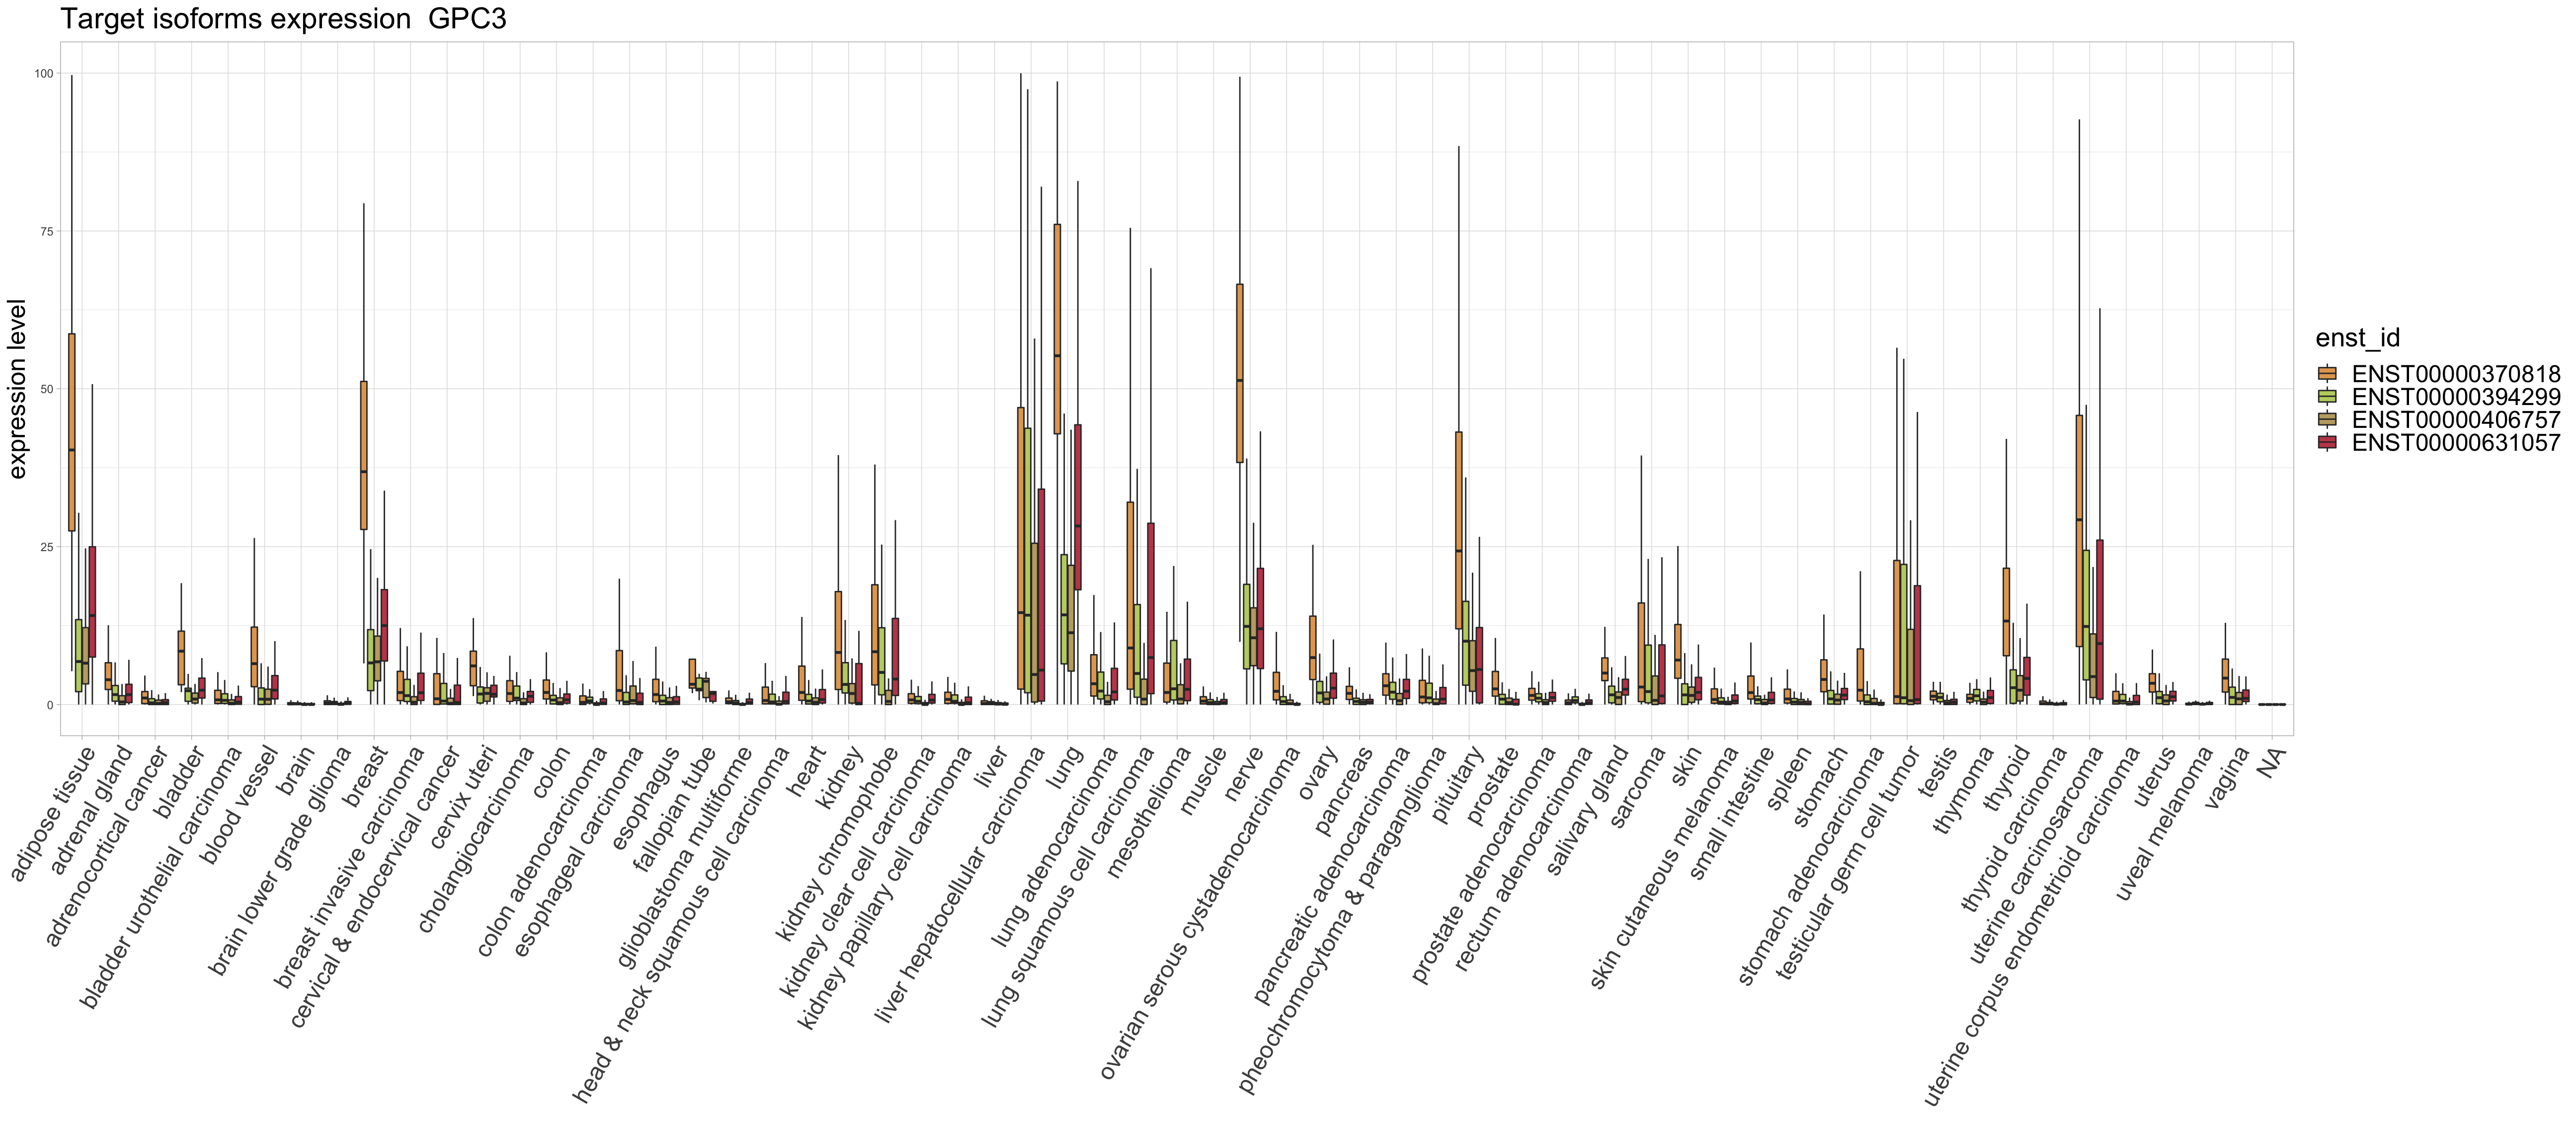 Target isoforms expression  GPC3
expression level
100
75
50
25
0
adipose tissue
adrenal gland
adrenocortical cancer
bladder
bladder urothelial carcinoma
blood vessel
brain
brain lower grade glioma
breast
breast invasive carcinoma
cervical & endocervical cancer
cervix uteri
cholangiocarcinoma
colon
colon adenocarcinoma
esophageal carcinoma
esophagus
fallopian tube
glioblastoma multiforme
head & neck squamous cell carcinoma
heart
kidney
kidney chromophobe
kidney clear cell carcinoma
kidney papillary cell carcinoma
liver
liver hepatocellular carcinoma
lung
lung adenocarcinoma
lung squamous cell carcinoma
mesothelioma
muscle
nerve
ovarian serous cystadenocarcinoma
ovary
pancreas
pancreatic adenocarcinoma
pheochromocytoma & paraganglioma
pituitary
prostate
prostate adenocarcinoma
rectum adenocarcinoma
salivary gland
sarcoma
skin
skin cutaneous melanoma
small intestine
spleen
stomach
stomach adenocarcinoma
testicular germ cell tumor
testis
thymoma
thyroid
thyroid carcinoma
uterine carcinosarcoma
uterine corpus endometrioid carcinoma
uterus
uveal melanoma
vagina
NA
enst_id
ENST00000370818
ENST00000394299
ENST00000406757
ENST00000631057